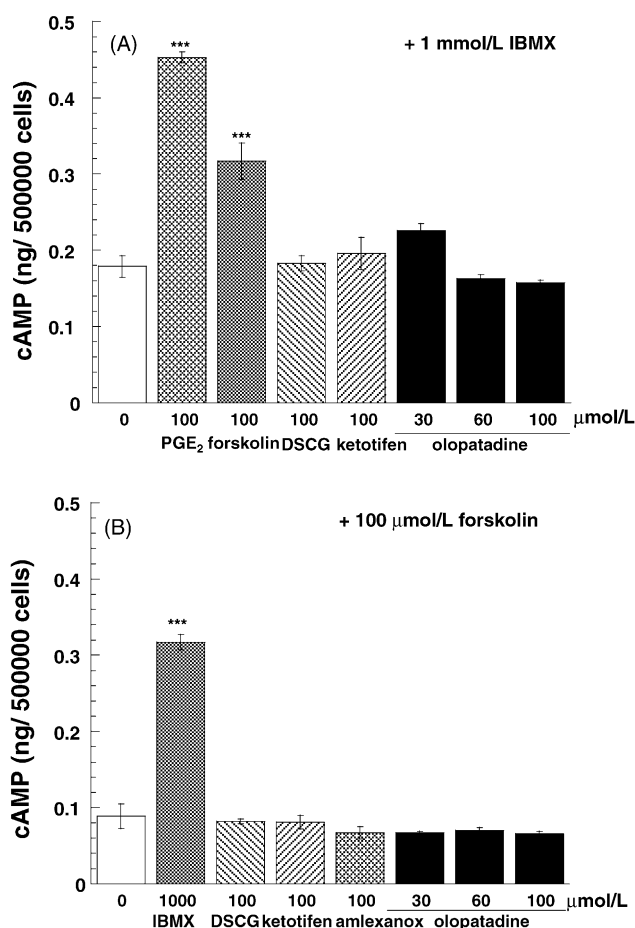 (A)
+ 1 mmol/L IBMX
cAMP (ng/ 500000 cells)
0.5
0.4
0.3
0.2
0.1
0
***
***
0 100 100 100 100 30 60 100 μmol/L
PGE2 forskolin DSCG ketotifen olopatadine
(B)
+ 100 μmol/L forskolin
cAMP (ng/ 500000 cells)
0.5
0.4
0.3
0.2
0.1
0
***
0 1000 100 100 100 30 60 100 μmol/L
IBMX DSCG ketotifen amlexanox olopatadine